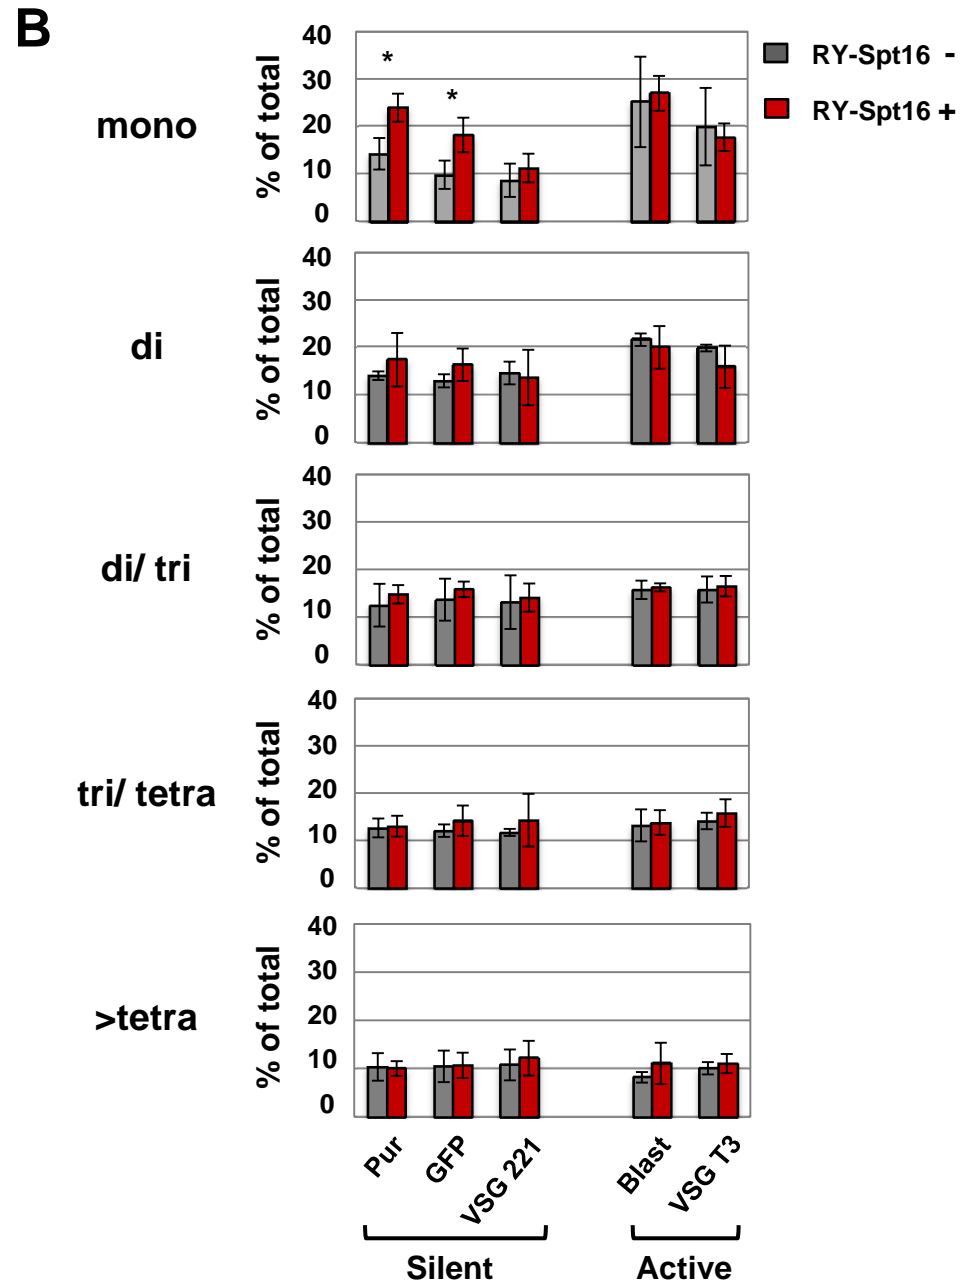 B
RY-Spt16 -
RY-Spt16 +
mono
% of total
40
30
20
10
0
*
*
di
% of total
40
30
20
10
0
di/ tri
% of total
40
30
20
10
0
tri/ tetra
% of total
40
30
20
10
0
>tetra
% of total
40
30
20
10
0
Pur
GFP
VSG 221
Blast
VSG T3
Silent
Active